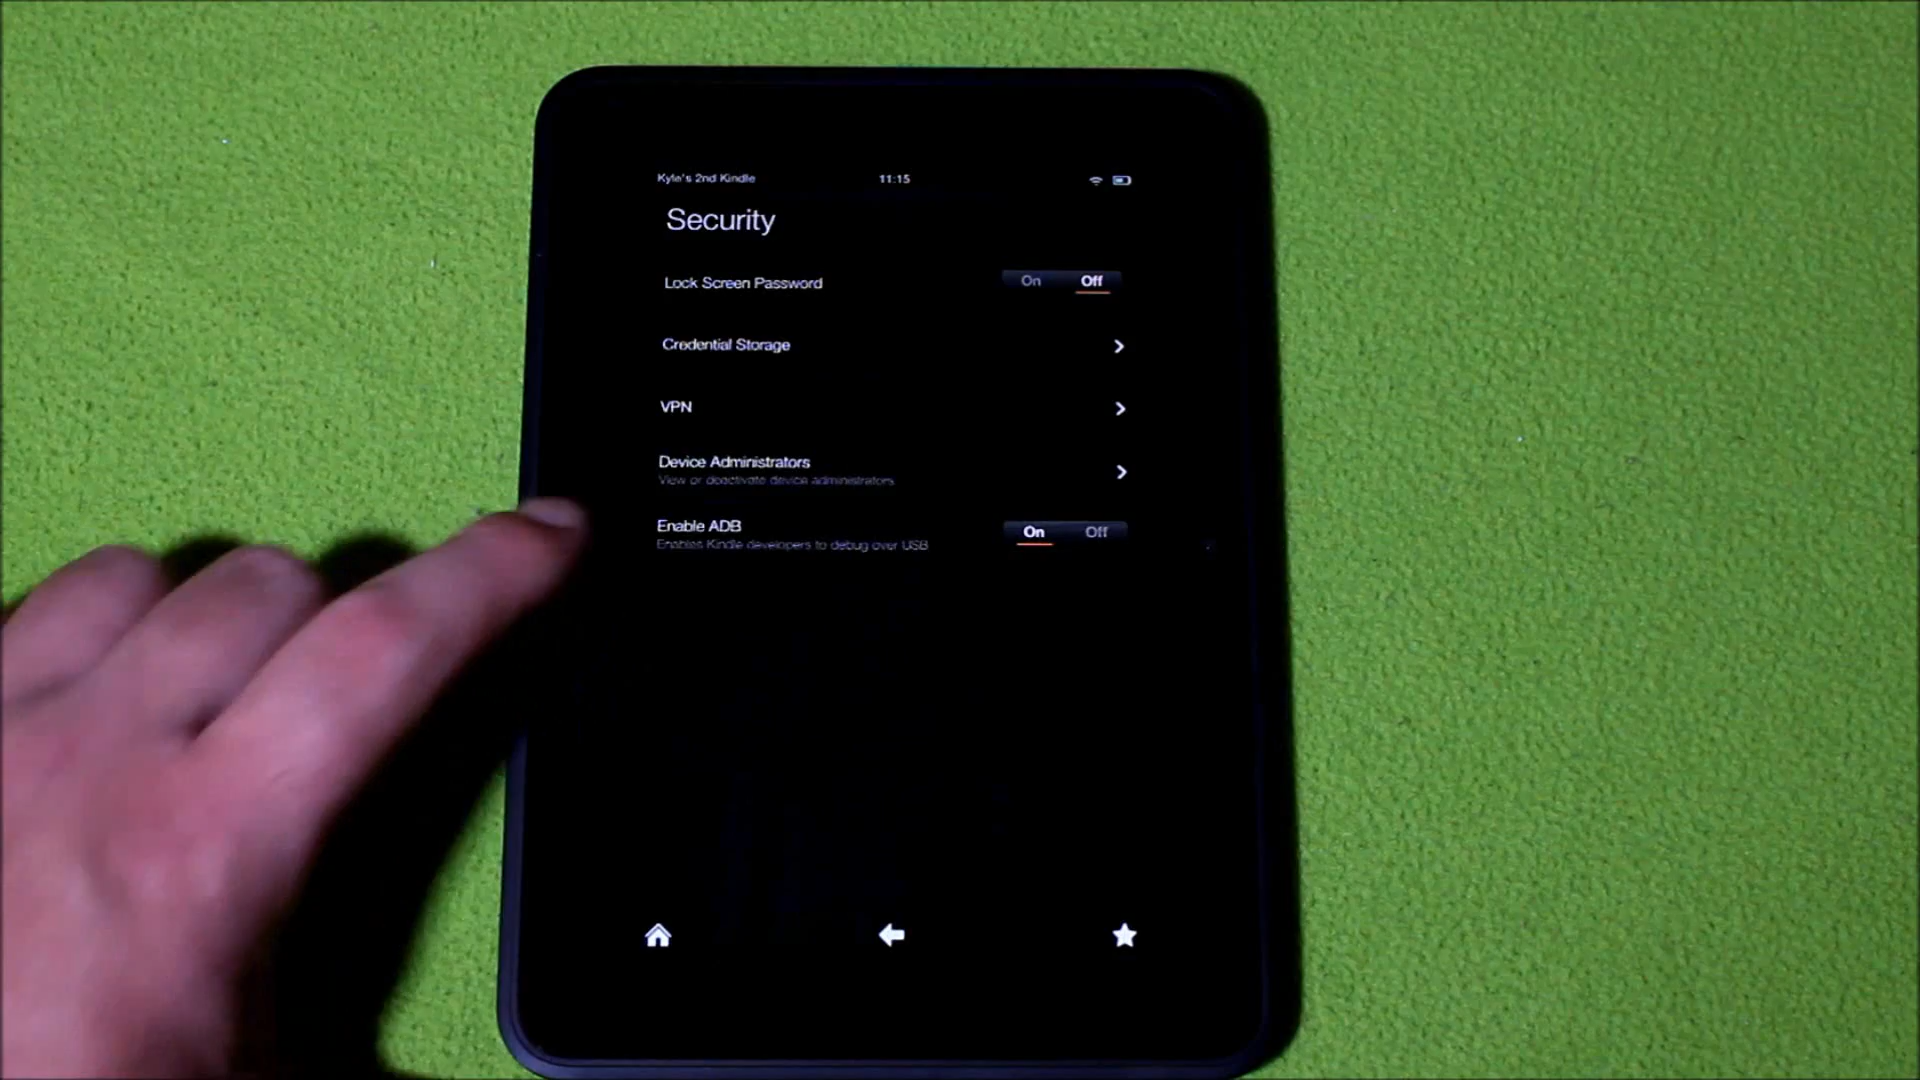 Kyle's 2nd Kindle 11:15
Security
Lock Screen Password On Off
Credential Storage
VPN
Device Administrators
View or deactivate device administrators
Enable ADB On Off
Enables Kindle developers to debug over USB